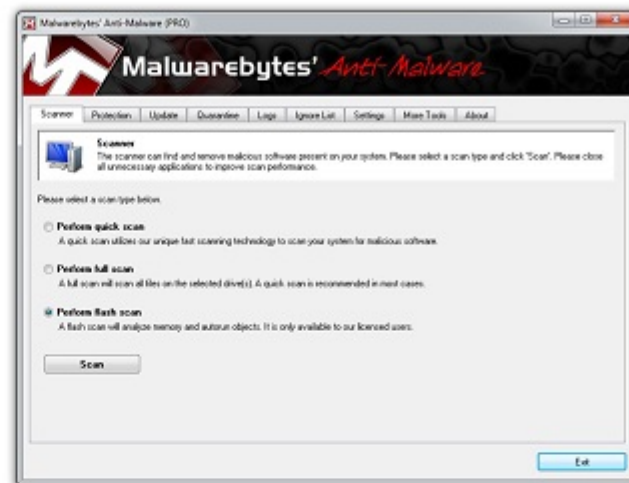 Malwarebytes' Anti-Malware (PRO)
Malwarebytes' Anti-Malware
Scanner Protection Update Quarantine Logs Ignore List Settings More Tools About
Scanner
The scanner can find and remove malicious software present on your system. Please select a scan type and click "Scan". Please close
all unnecessary applications to improve scan performance.
Please select a scan type below.
Perform quick scan
A quick scan utilizes our unique fast scanning technology to scan your system for malicious software.
Perform full scan
A full scan will scan all files on the selected drive(s). A quick scan is recommended in most cases.
Perform flash scan
A flash scan will analyze memory and autorun objects. It is only available to our licensed users.
Scan
Exit